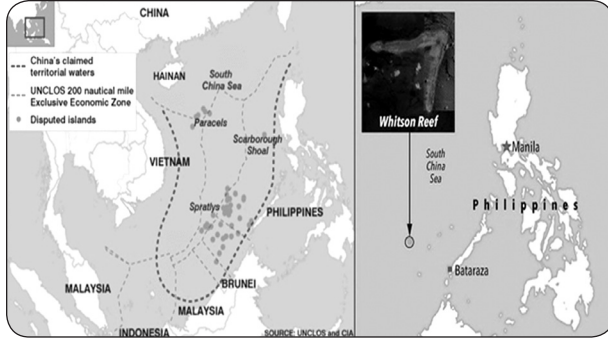 CHINA
China's claimed
territorial waters
UNCLOS 200 nautical mile
Exclusive Economic Zone
Disputed islands
HAINAN
South
China Sea
Paracels
Scarborough
Shoal
VIETNAM
Spratlys
PHILIPPINES
BRUNEI
MALAYSIA
MALAYSIA
INDONESIA
SOURCE: UNCLOS and CIA
Whitson Reef
South
China
Sea
Manila
Philippines
Bataraza